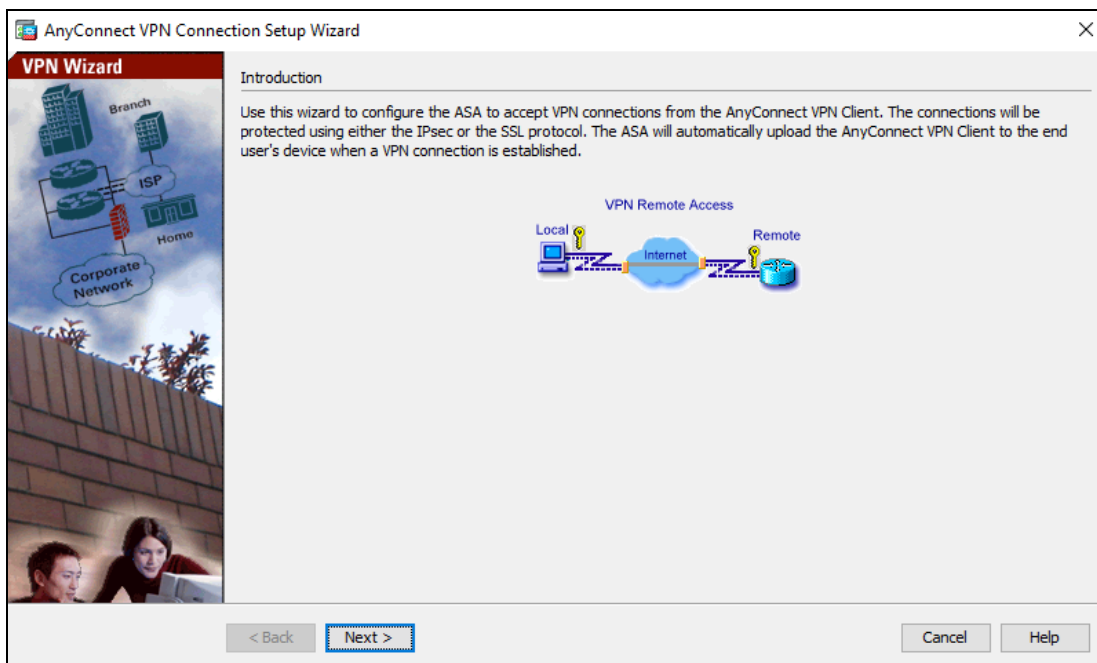 AnyConnect VPN Connection Setup Wizard
VPN Wizard
Branch
ISP
Home
Corporate
Network
Introduction
Use this wizard to configure the ASA to accept VPN connections from the AnyConnect VPN Client. The connections will be
protected using either the IPsec or the SSL protocol. The ASA will automatically upload the AnyConnect VPN Client to the end
user's device when a VPN connection is established.
VPN Remote Access
Local
Internet
Remote
< Back
Next >
Cancel
Help